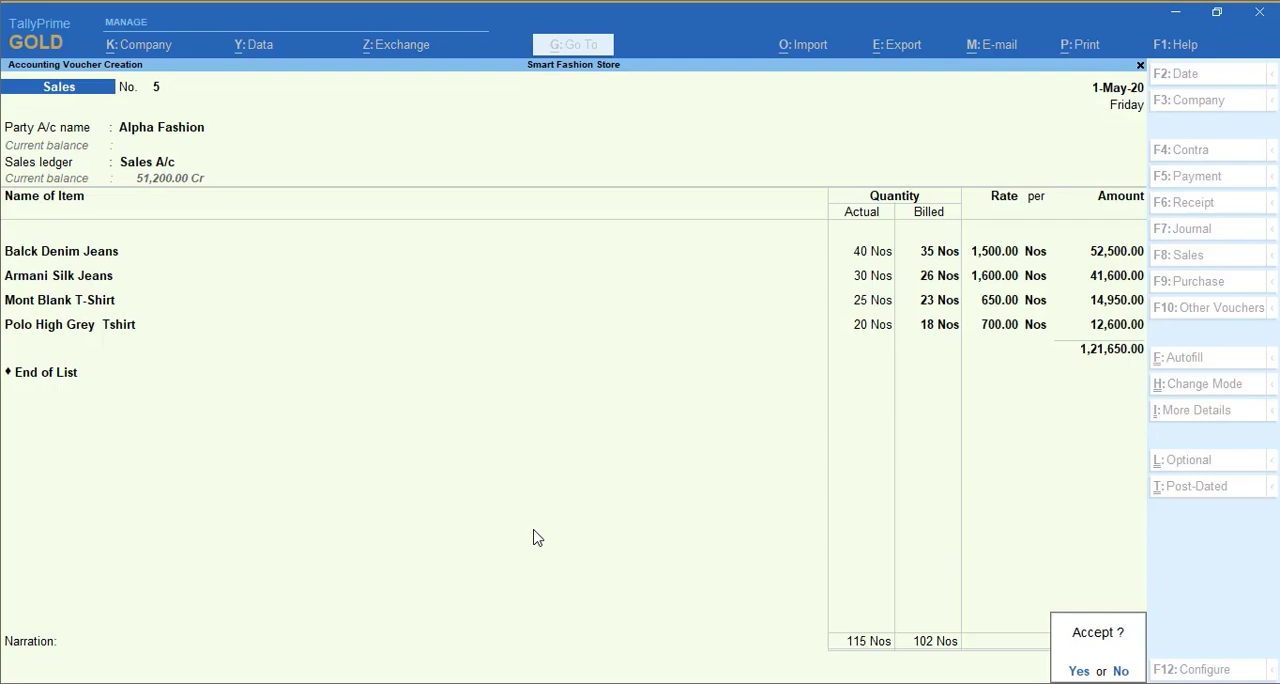 TallyPrime
GOLD
MANAGE
K: Company Y: Data Z: Exchange G: Go To O: Import E: Export M: E-mail P: Print F1: Help
Accounting Voucher Creation Smart Fashion Store
Sales No. 5 1-May-20
Friday
Party A/c name : Alpha Fashion
Current balance :
Sales ledger : Sales A/c
Current balance : 51,200.00 Cr
Name of Item Quantity Rate per Amount
Actual Billed
Balck Denim Jeans 40 Nos 35 Nos 1,500.00 Nos 52,500.00
Armani Silk Jeans 30 Nos 26 Nos 1,600.00 Nos 41,600.00
Mont Blank T-Shirt 25 Nos 23 Nos 650.00 Nos 14,950.00
Polo High Grey Tshirt 20 Nos 18 Nos 700.00 Nos 12,600.00
1,21,650.00
♦ End of List
Narration: 115 Nos 102 Nos
Accept ?
Yes or No
F2: Date
F3: Company
F4: Contra
F5: Payment
F6: Receipt
F7: Journal
F8: Sales
F9: Purchase
F10: Other Vouchers
F: Autofill
H: Change Mode
I: More Details
L: Optional
T: Post-Dated
F12: Configure